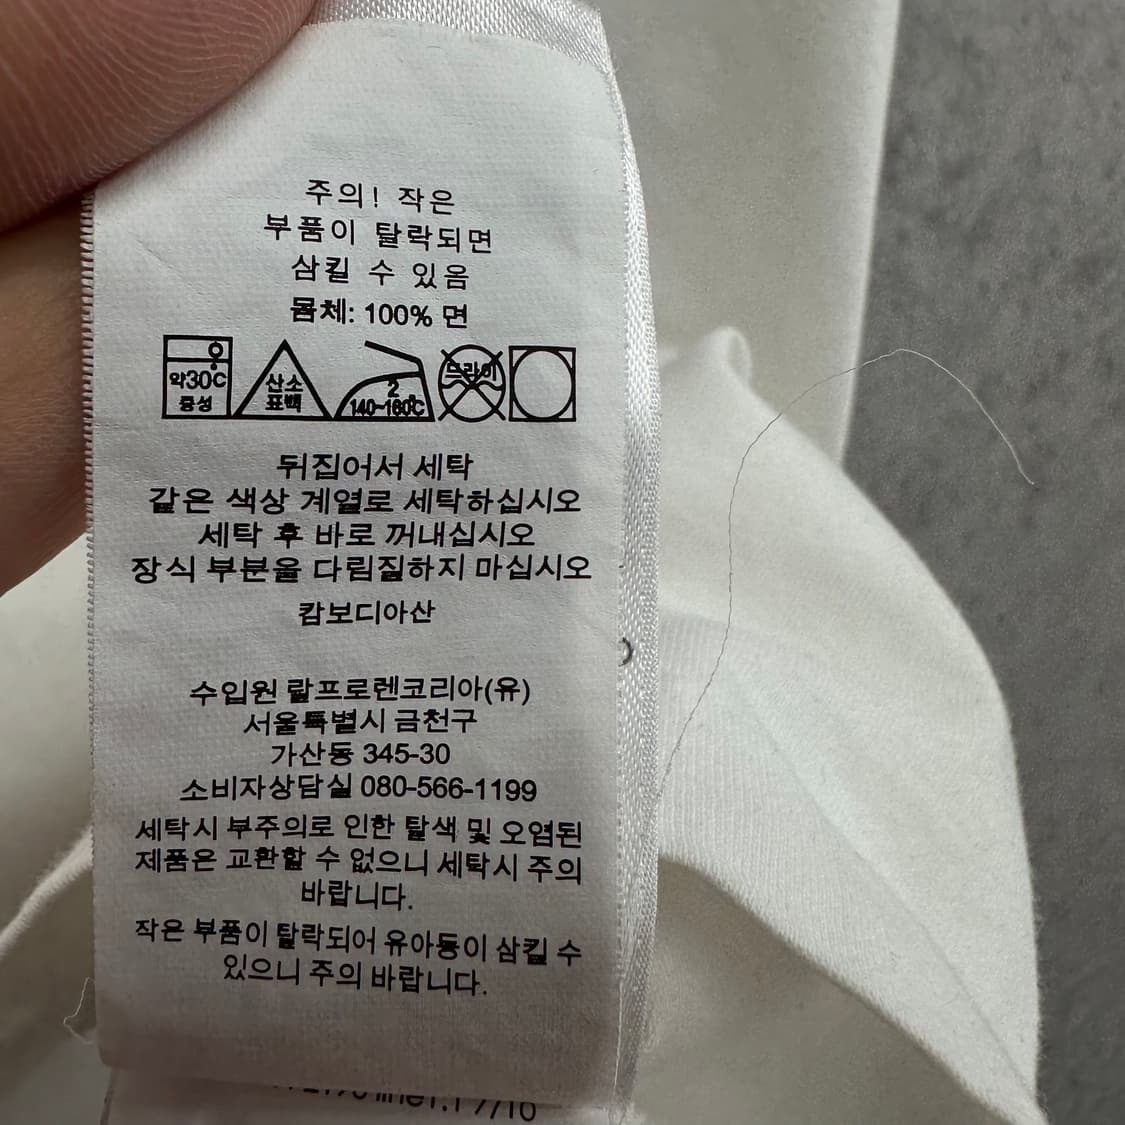 주의! 작은
부품이 탈락되면
삼킬 수 있음
몸체: 100% 면
약30℃
중성
산소
표백
2
140~160℃
드라이
뒤집어서 세탁
같은 색상 계열로 세탁하십시오
세탁 후 바로 꺼내십시오
장식 부분을 다림질하지 마십시오
캄보디아산
수입원 랄프로렌코리아(유)
서울특별시 금천구
가산동 345-30
소비자상담실 080-566-1199
세탁시 부주의로 인한 탈색 및 오염된
제품은 교환할 수 없으니 세탁시 주의
바랍니다.
작은 부품이 탈락되어 유아동이 삼킬 수
있으니 주의 바랍니다.